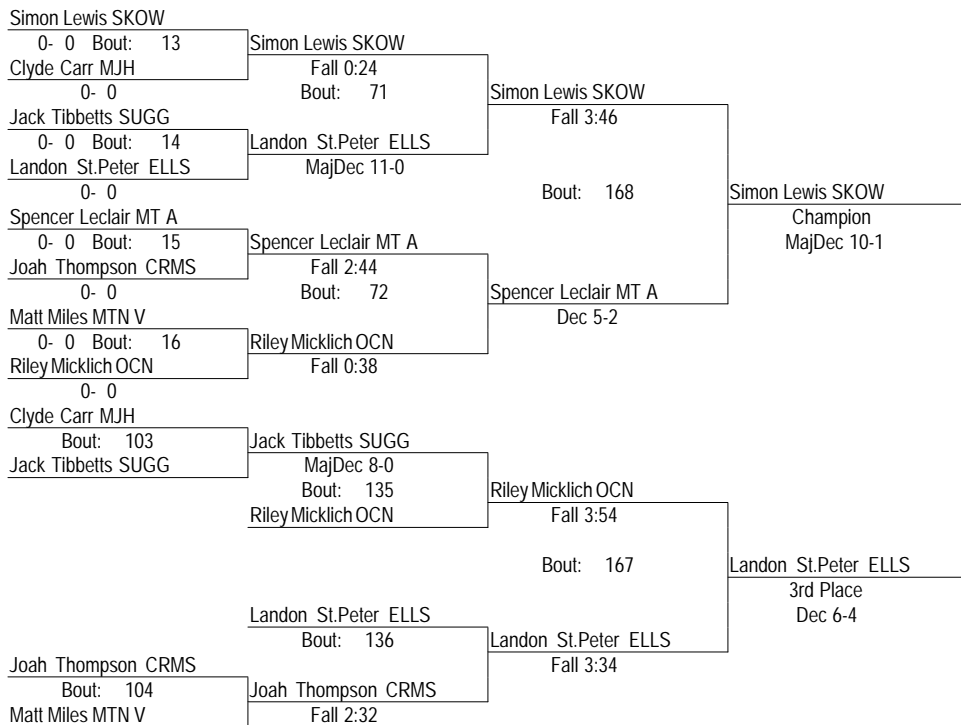 Simon Lewis SKOW
0- 0 Bout: 13
Simon Lewis SKOW
Clyde Carr MJH
Fall 0:24
0- 0
Bout: 71
Simon Lewis SKOW
Jack Tibbetts SUGG
Fall 3:46
0- 0 Bout: 14
Landon St.Peter ELLS
Landon St.Peter ELLS
MajDec 11-0
0- 0
Bout: 168
Simon Lewis SKOW
Spencer Leclair MT A
Champion
0- 0 Bout: 15
Spencer Leclair MT A
MajDec 10-1
Joah Thompson CRMS
Fall 2:44
0- 0
Bout: 72
Spencer Leclair MT A
Matt Miles MTN V
Dec 5-2
0- 0 Bout: 16
Riley Micklich OCN
Riley Micklich OCN
Fall 0:38
0- 0
Clyde Carr MJH
Bout: 103
Jack Tibbetts SUGG
Jack Tibbetts SUGG
MajDec 8-0
Bout: 135
Riley Micklich OCN
Riley Micklich OCN
Fall 3:54
Bout: 167
Landon St.Peter ELLS
3rd Place
Landon St.Peter ELLS
Dec 6-4
Bout: 136
Landon St.Peter ELLS
Joah Thompson CRMS
Fall 3:34
Bout: 104
Joah Thompson CRMS
Matt Miles MTN V
Fall 2:32